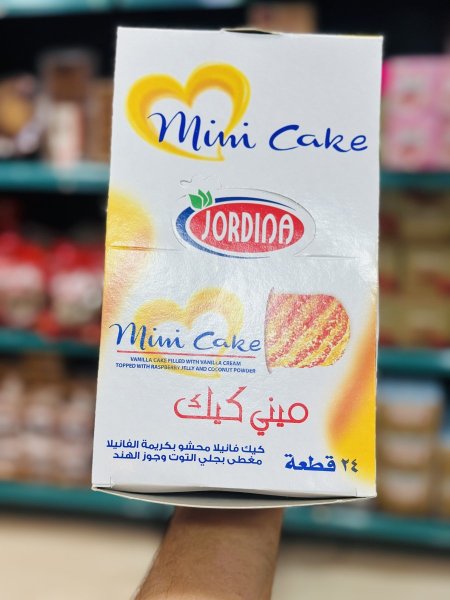 Mini Cake
JORDINA
Mini Cake
VANILLA CAKE FILLED WITH VANILLA CREAM
TOPPED WITH RASPBERRY JELLY AND COCONUT POWDER
ميني كيك
كيك فانيلا محشو بكريمة الفانيلا
مغطى بجلي التوت وجوز الهند
٢٤ قطعة